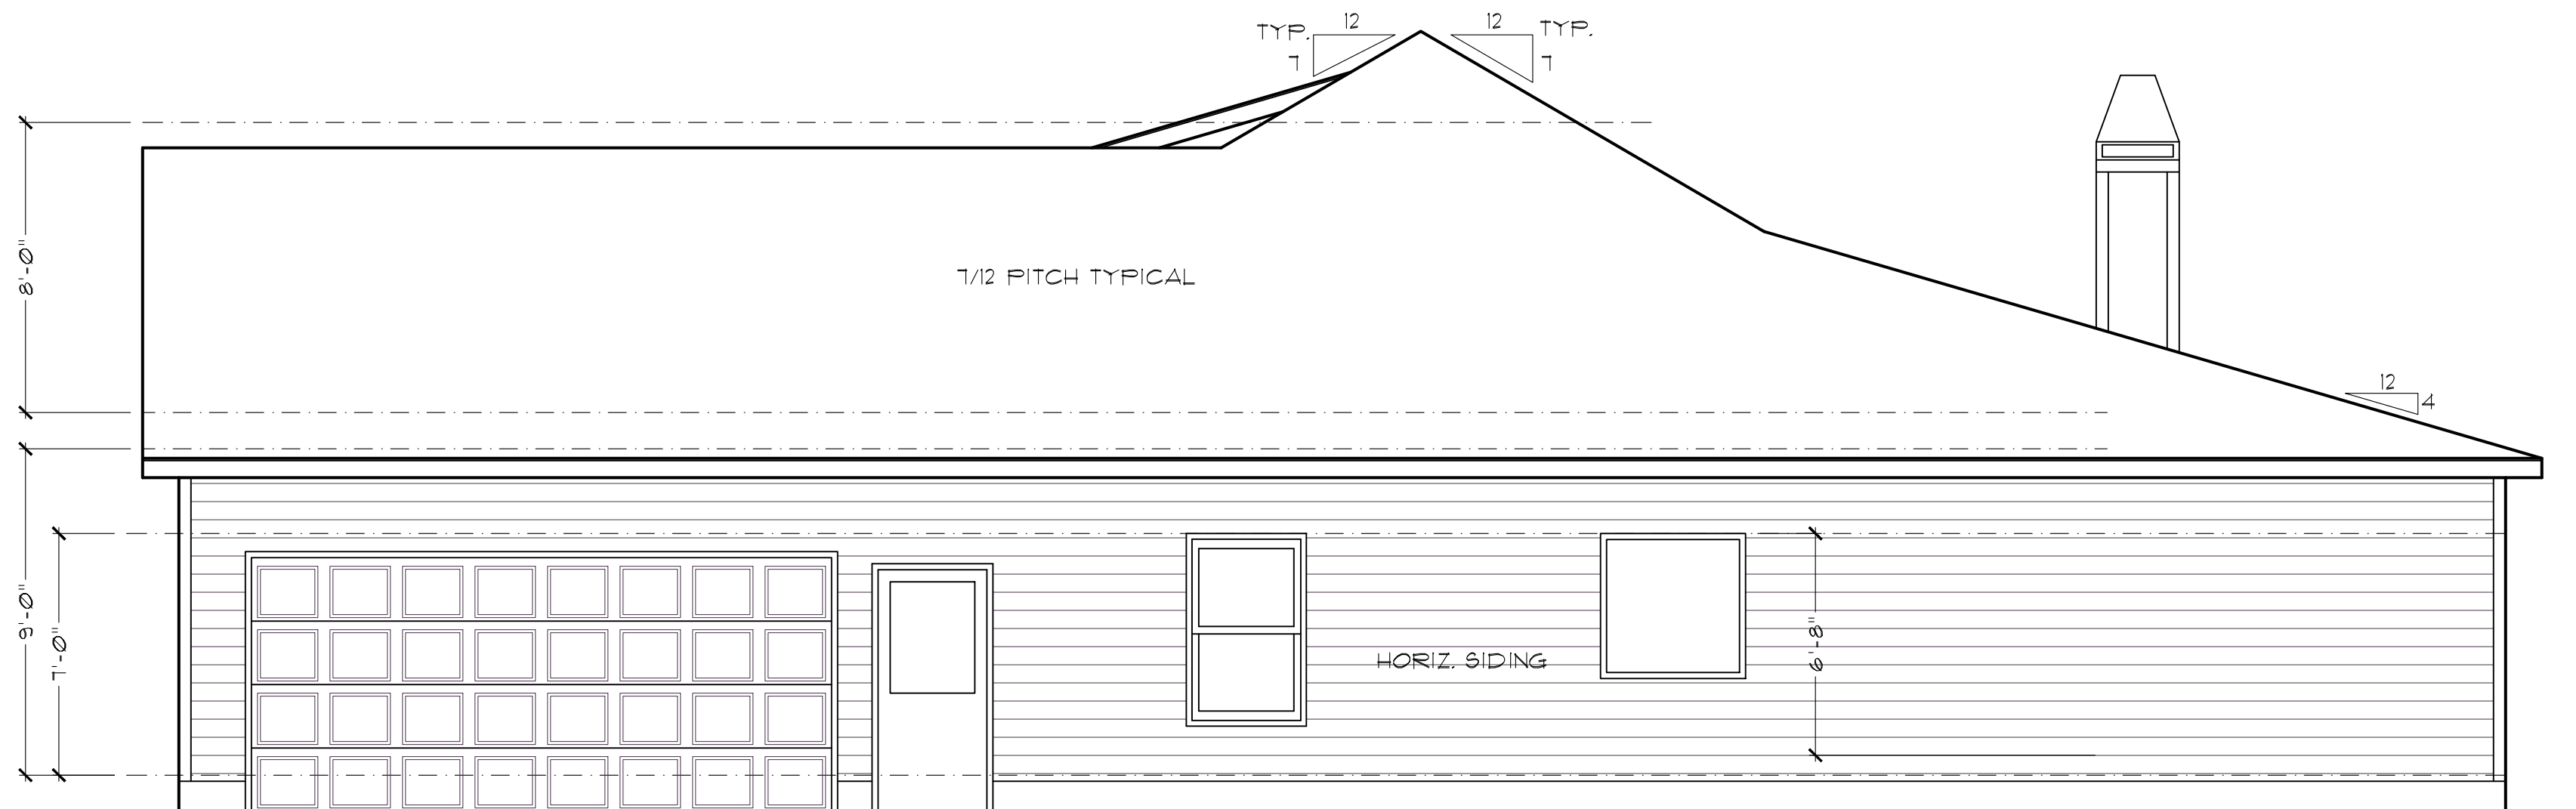 TYP. 12 12 TYP.
7 7
8'-0"
7/12 PITCH TYPICAL
12
4
9'-0"
7'-0"
6'-8"
HORIZ. SIDING